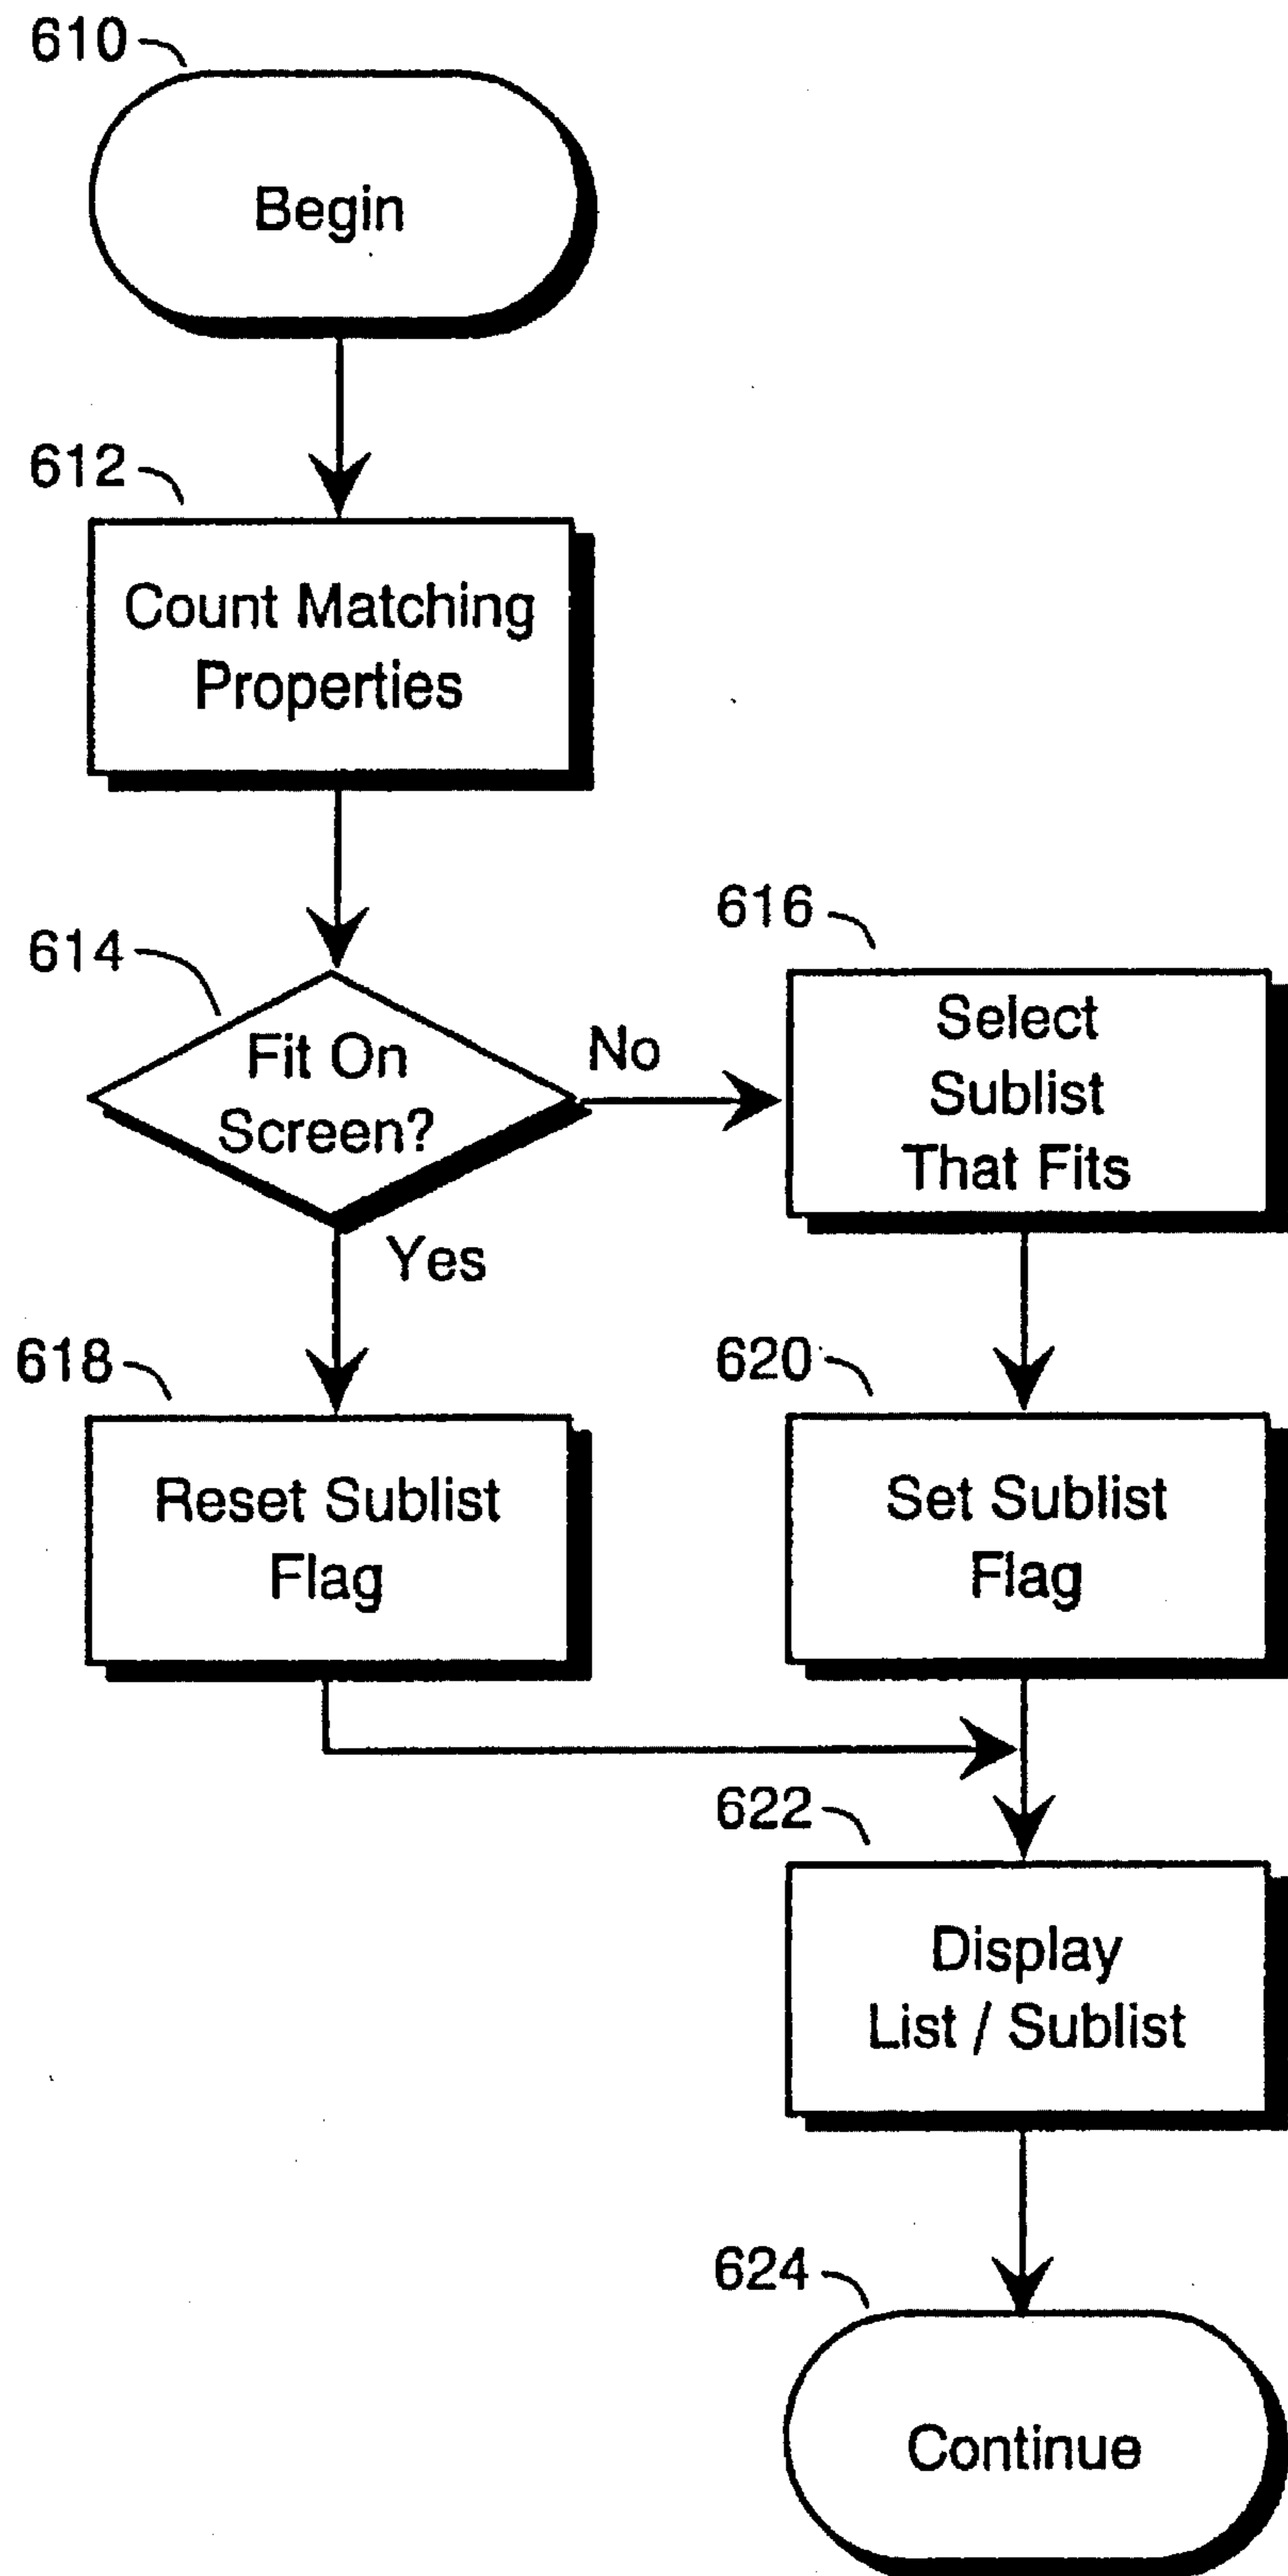 610
Begin
612
Count Matching
Properties
614
Fit On
Screen?
No
Yes
616
Select
Sublist
That Fits
618
Reset Sublist
Flag
620
Set Sublist
Flag
622
Display
List / Sublist
624
Continue